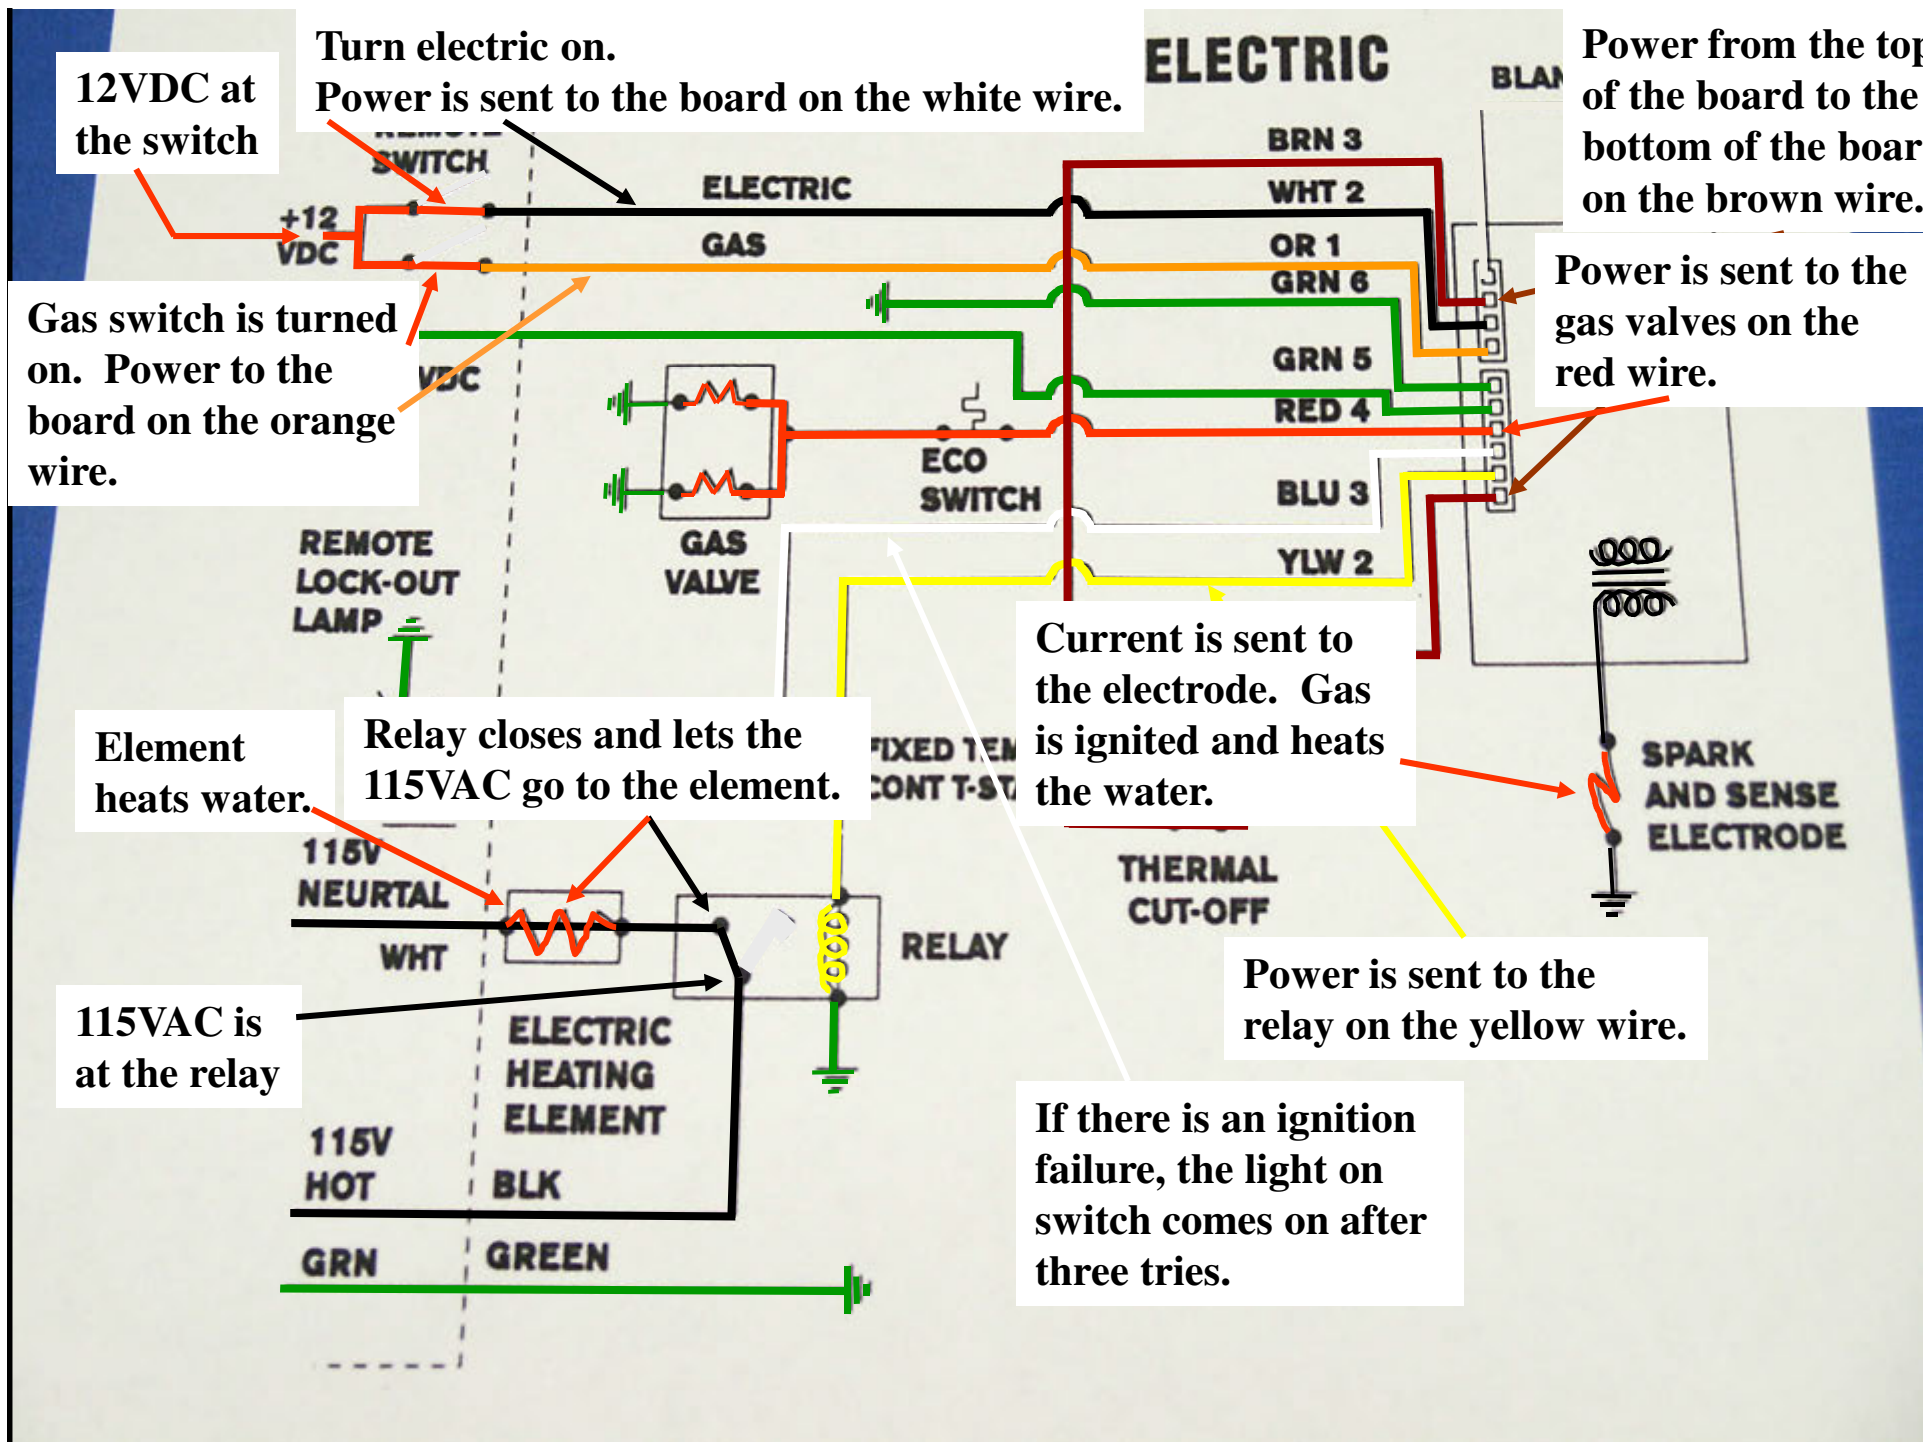 Turn electric on.
Power is sent to the board on the white wire.
12VDC at
the switch
ELECTRIC
Power from the top
of the board to the
bottom of the boar
on the brown wire.
SWITCH
BRN 3
ELECTRIC
WHT 2
+12
VDC
GAS
OR 1
GRN 6
Power is sent to the
gas valves on the
red wire.
Gas switch is turned
on. Power to the
board on the orange
wire.
VDC
GRN 5
RED 4
ECO
SWITCH
BLU 3
REMOTE
LOCK-OUT
LAMP
GAS
VALVE
YLW 2
Current is sent to
the electrode. Gas
is ignited and heats
the water.
Element
heats water.
Relay closes and lets the
115VAC go to the element.
FIXED TEM
CONT T-STA
SPARK
AND SENSE
ELECTRODE
115V
NEURTAL
WHT
THERMAL
CUT-OFF
RELAY
Power is sent to the
relay on the yellow wire.
115VAC is
at the relay
ELECTRIC
HEATING
ELEMENT
If there is an ignition
failure, the light on
switch comes on after
three tries.
115V
HOT
BLK
GRN
GREEN